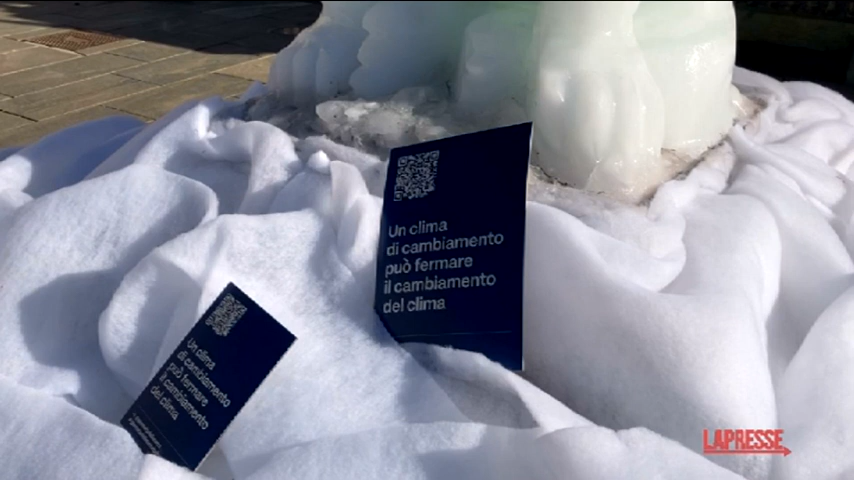 Un clima
di cambiamento
può fermare
il cambiamento
del clima
Un clima
di cambiamento
può fermare
il cambiamento
del clima
LAPRESSE